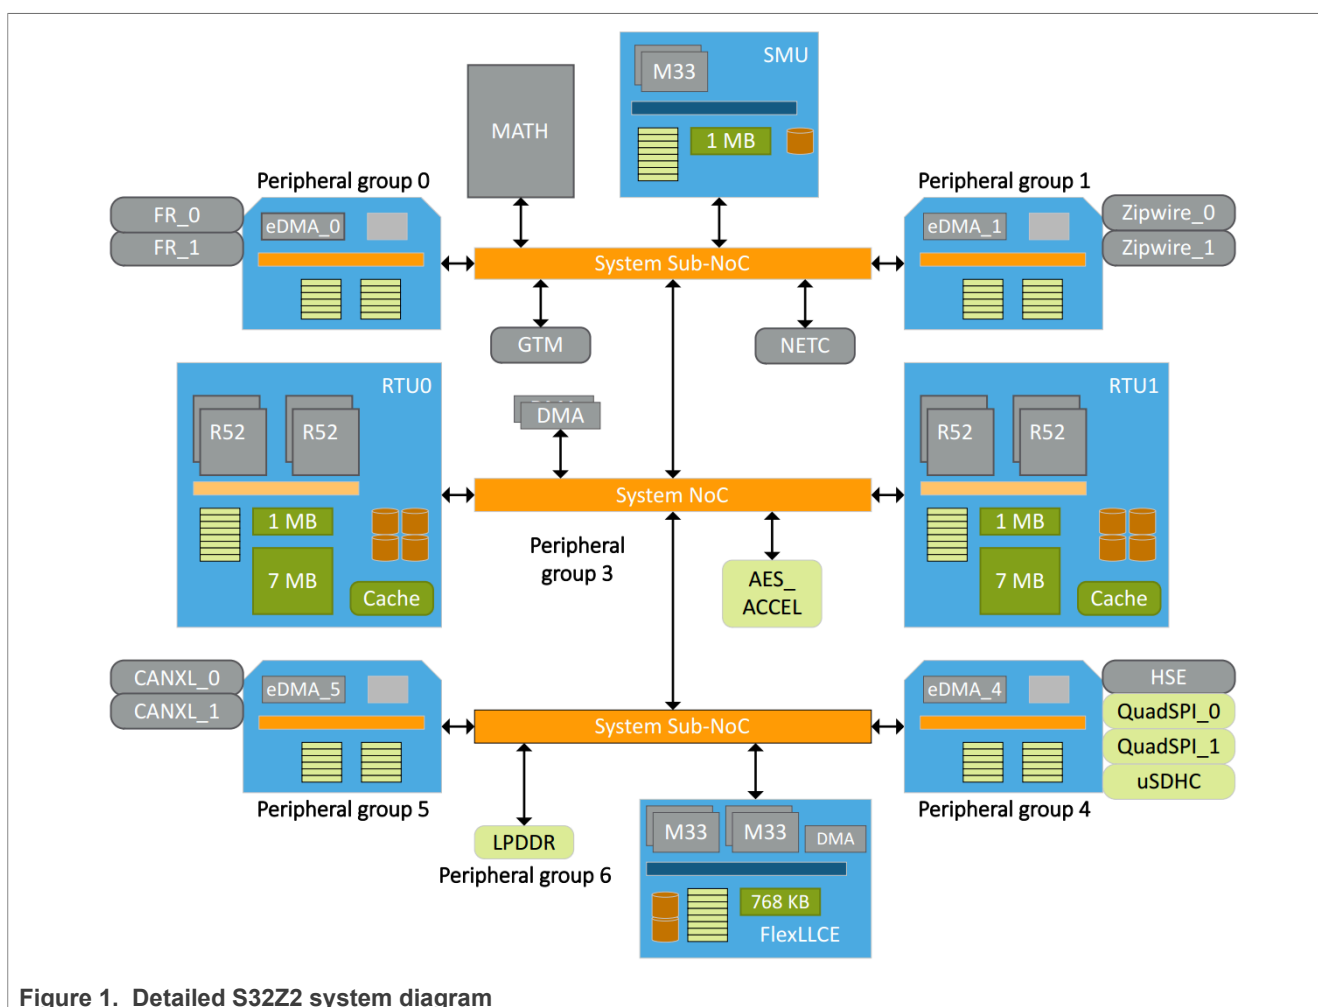 SMU
M33
1 MB
MATH
Peripheral group 0
FR_0
FR_1
eDMA_0
Peripheral group 1
eDMA_1
Zipwire_0
Zipwire_1
System Sub-NoC
GTM
NETC
RTU0
R52
R52
1 MB
7 MB
Cache
DMA
DMA
System NoC
Peripheral
group 3
AES_
ACCEL
RTU1
R52
R52
1 MB
7 MB
Cache
CANXL_0
CANXL_1
eDMA_5
Peripheral group 5
System Sub-NoC
eDMA_4
HSE
QuadSPI_0
QuadSPI_1
uSDHC
Peripheral group 4
LPDDR
Peripheral group 6
M33
M33
DMA
768 KB
FlexLLCE
Figure 1. Detailed S32Z2 system diagram